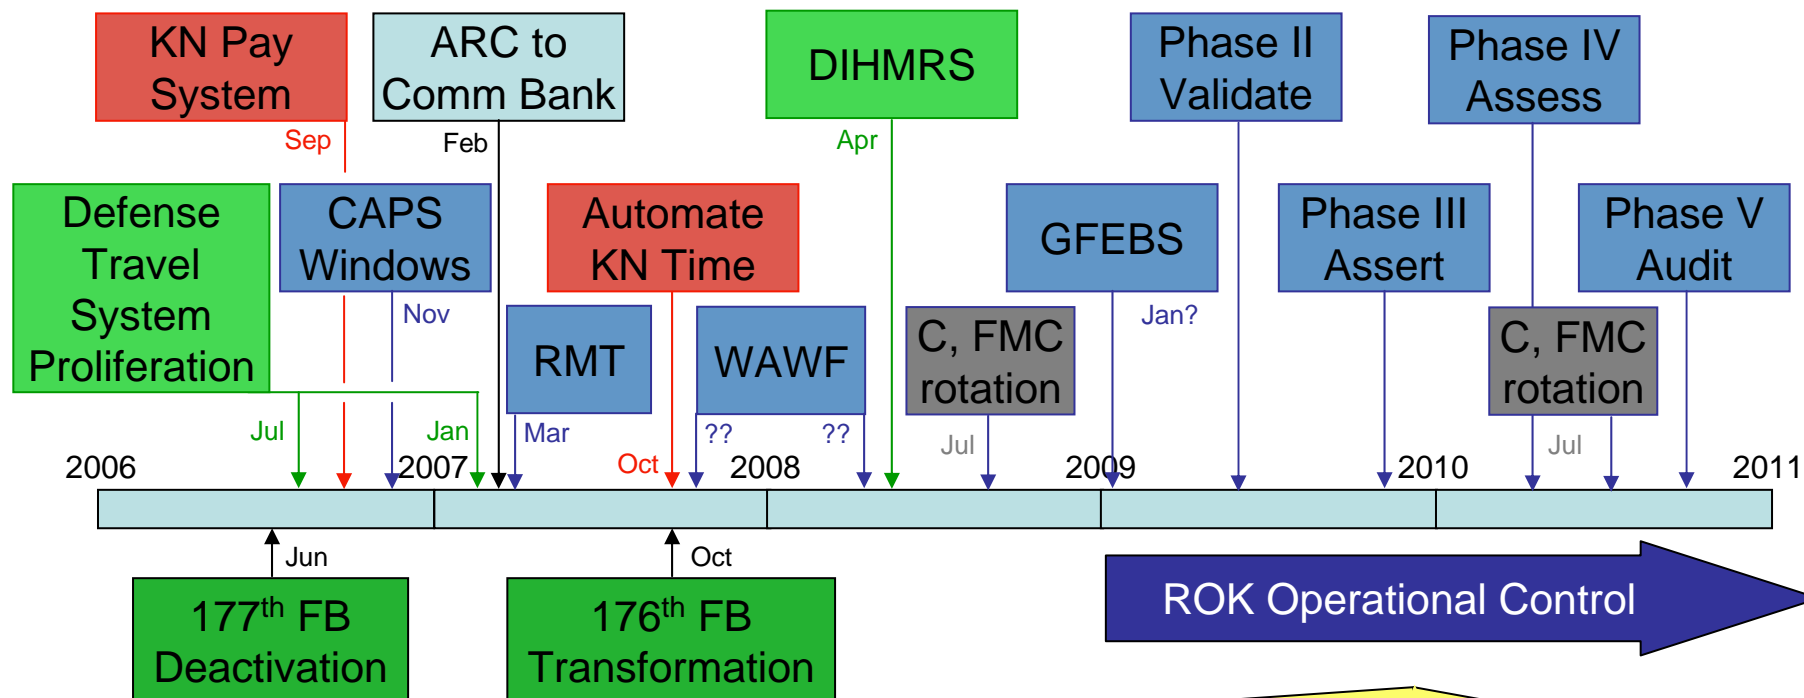 KN Pay
System
ARC to
Comm Bank
DIHMRS
Phase II
Validate
Phase IV
Assess
Sep
Feb
Apr
Defense
Travel
System
Proliferation
CAPS
Windows
Automate
KN Time
GFEBS
Phase III
Assert
Phase V
Audit
Nov
Jan?
RMT
WAWF
C, FMC
rotation
C, FMC
rotation
Jul
Jan
Mar
??
??
Jul
Jul
Oct
2006
2007
2008
2009
2010
2011
Jun
Oct
177th FB
Deactivation
176th FB
Transformation
ROK Operational Control